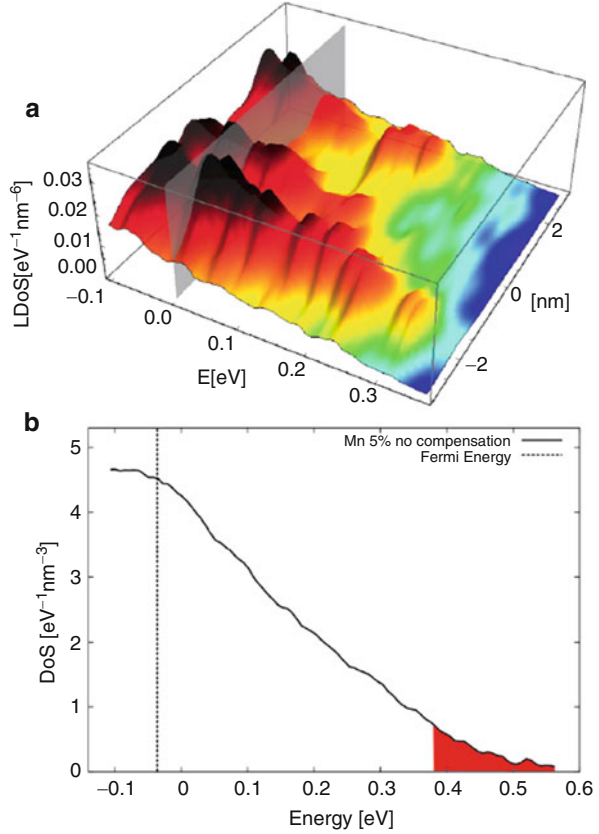 a
LDoS[eV⁻¹nm⁻⁶]
0.03
0.02
0.01
0.00
−0.1
0.0
0.1
0.2
0.3
E[eV]
2
0
−2
[nm]
b
Mn 5% no compensation
Fermi Energy
DoS [eV⁻¹nm⁻³]
5
4
3
2
1
0
−0.1 0 0.1 0.2 0.3 0.4 0.5 0.6
Energy [eV]